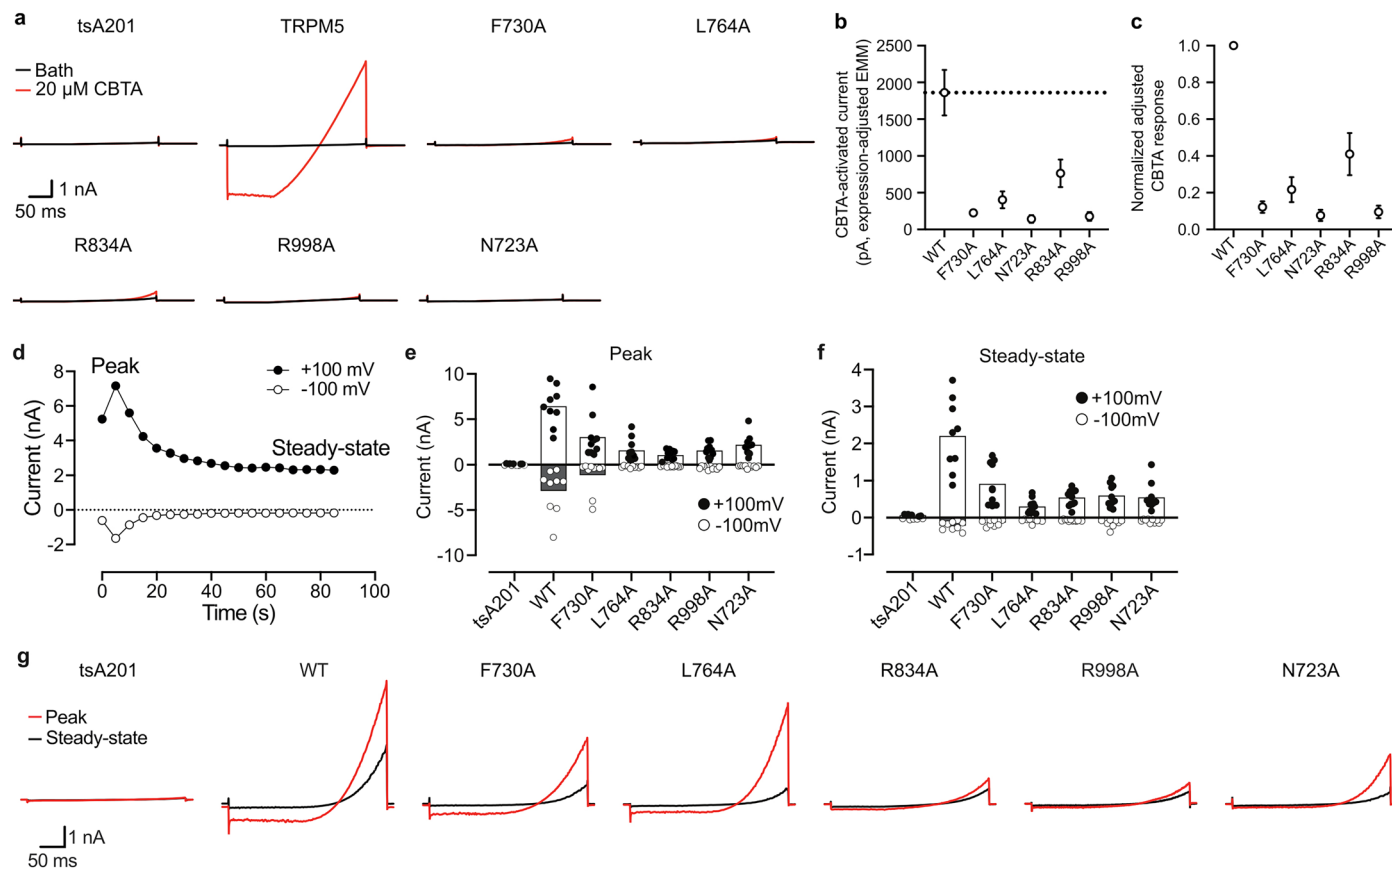 a
tsA201
TRPM5
F730A
L764A
Bath
20 µM CBTA
1 nA
50 ms
R834A
R998A
N723A
b
CBTA-activated current
(pA, expression-adjusted EMM)
2500
2000
1500
1000
500
0
WT
F730A
L764A
N723A
R834A
R998A
c
Normalized adjusted
CBTA response
1.0
0.8
0.6
0.4
0.2
0.0
WT
F730A
L764A
N723A
R834A
R998A
d
Peak
+100 mV
-100 mV
Steady-state
Current (nA)
8
6
4
2
0
-2
0 20 40 60 80 100
Time (s)
e
Peak
Current (nA)
10
5
0
-5
-10
+100mV
-100mV
tsA201
WT
F730A
L764A
R834A
R998A
N723A
f
Steady-state
+100mV
-100mV
Current (nA)
4
3
2
1
0
-1
tsA201
WT
F730A
L764A
R834A
R998A
N723A
g
tsA201
WT
F730A
L764A
R834A
R998A
N723A
Peak
Steady-state
1 nA
50 ms